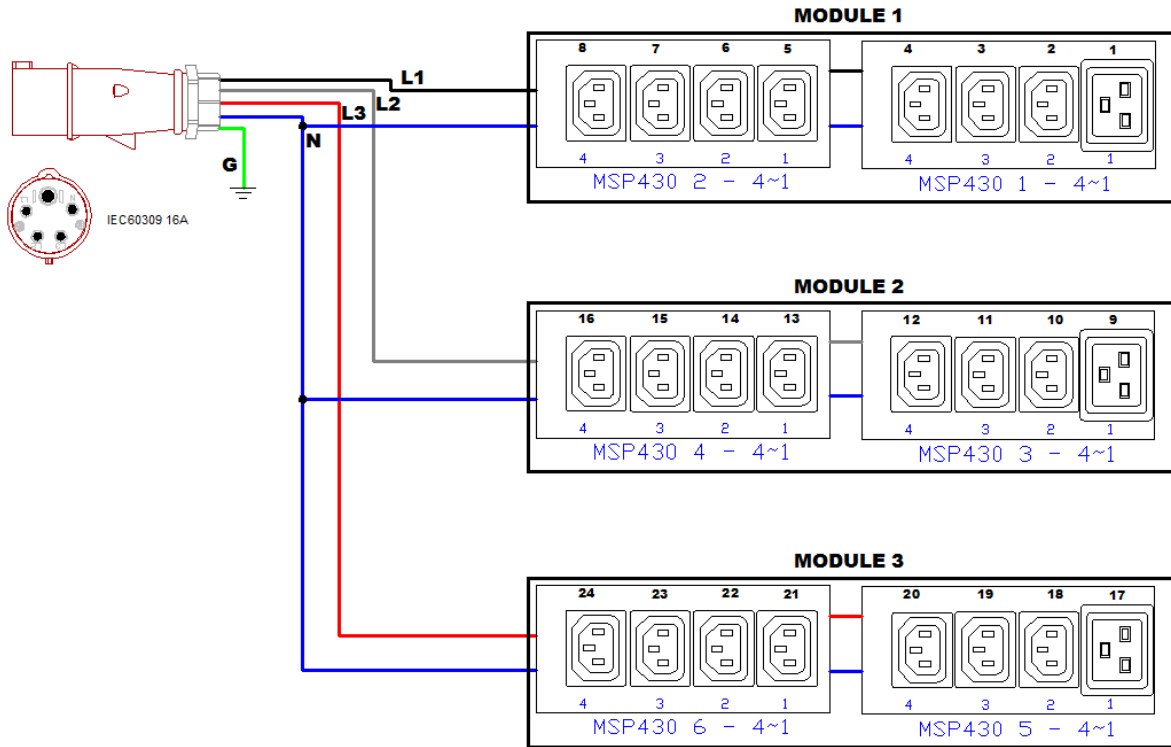 MODULE 1
8 7 6 5 4 3 2 1
4 3 2 1 4 3 2 1
MSP430 2 - 4~1 MSP430 1 - 4~1
L1
L2
L3
N
G
IEC60309 16A
MODULE 2
16 15 14 13 12 11 10 9
4 3 2 1 4 3 2 1
MSP430 4 - 4~1 MSP430 3 - 4~1
MODULE 3
24 23 22 21 20 19 18 17
4 3 2 1 4 3 2 1
MSP430 6 - 4~1 MSP430 5 - 4~1